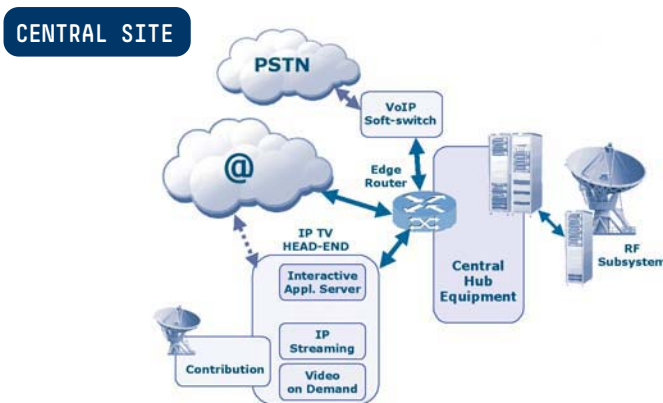 CENTRAL SITE
PSTN
VoIP
Soft-switch
@
Edge
Router
IP TV
HEAD-END
Interactive
Appl. Server
IP
Streaming
Video
on Demand
Contribution
Central
Hub
Equipment
RF
Subsystem